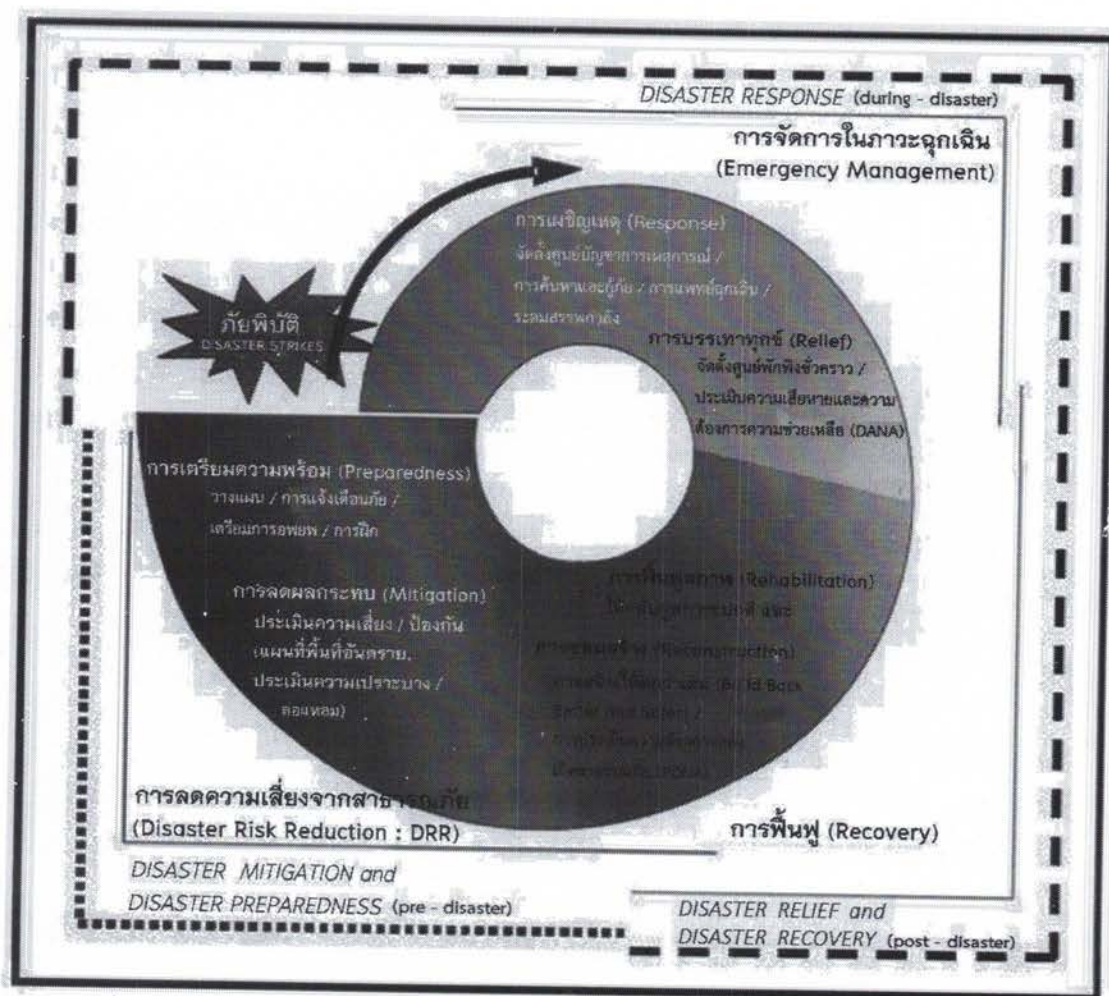 DISASTER RESPONSE (during - disaster)
การจัดการในภาวะฉุกเฉิน
(Emergency Management)
การเผชิญเหตุ (Response)
จัดตั้งศูนย์บัญชาการเหตุการณ์ /
การค้นหาและกู้ภัย / การแพทย์ฉุกเฉิน /
ระดมสรรพกำลัง
ภัยพิบัติ
DISASTER STRIKES
การบรรเทาทุกข์ (Relief)
จัดตั้งศูนย์พักพิงชั่วคราว /
ประเมินความเสียหายและความ
ต้องการความช่วยเหลือ (DANA)
การเตรียมความพร้อม (Preparedness)
วางแผน / การแจ้งเตือนภัย /
เตรียมการอพยพ / การฝึก
การลดผลกระทบ (Mitigation)
ประเมินความเสี่ยง / ป้องกัน
(แผนที่พื้นที่อันตราย,
ประเมินความเปราะบาง /
ล่อแหลม)
การฟื้นฟูสภาพ (Rehabilitation)
(Reconstruction)
การลดความเสี่ยงจากสาธารณภัย
(Disaster Risk Reduction : DRR)
การฟื้นฟู (Recovery)
DISASTER MITIGATION and
DISASTER PREPAREDNESS (pre - disaster)
DISASTER RELIEF and
DISASTER RECOVERY (post - disaster)